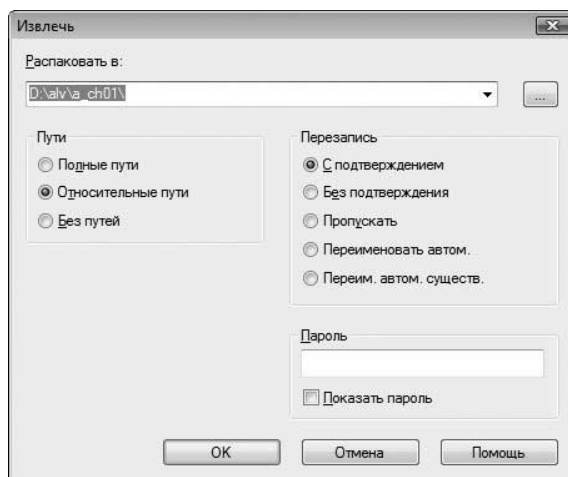 Извлечь
Распаковать в:
D:\alv\a_ch01\
...
Пути
Полные пути
Относительные пути
Без путей
Перезапись
С подтверждением
Без подтверждения
Пропускать
Переименовать автом.
Переим. автом. существ.
Пароль
Показать пароль
OK
Отмена
Помощь